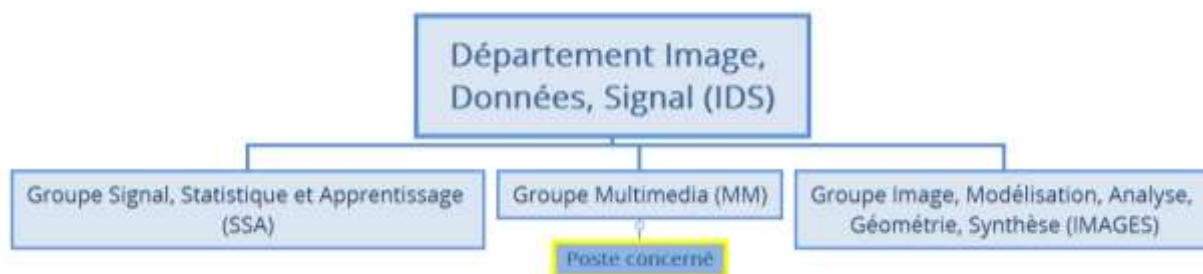 Département Image,
Données, Signal (IDS)
Groupe Signal, Statistique et Apprentissage
(SSA)
Groupe Multimedia (MM)
Groupe Image, Modélisation, Analyse,
Géométrie, Synthèse (IMAGES)
Poste concerné